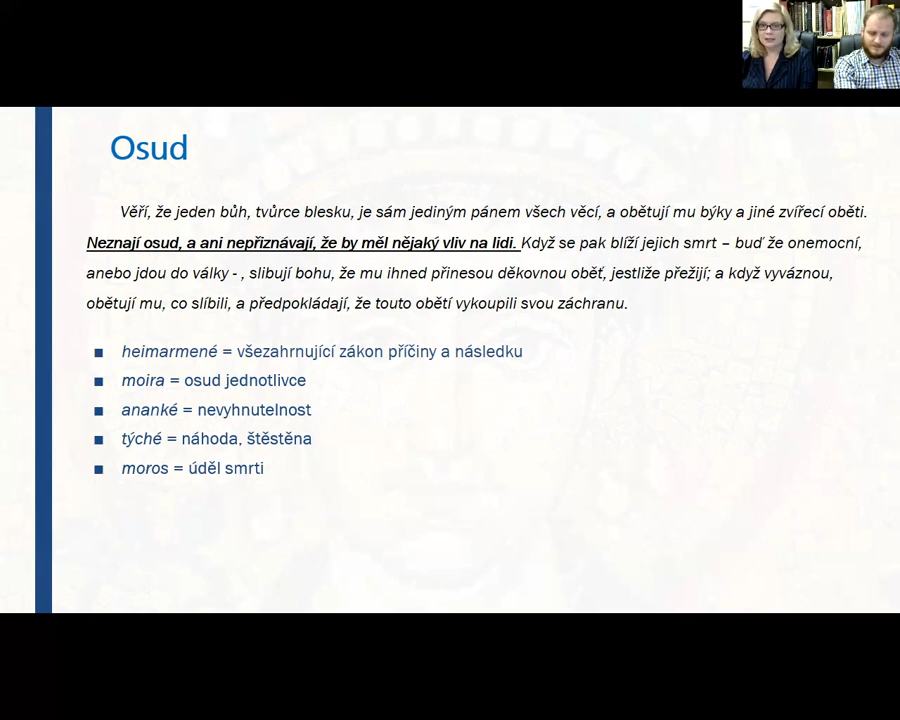 Osud
Věří, že jeden bůh, tvůrce blesku, je sám jediným pánem všech věcí, a obětují mu býky a jiné zvířecí oběti.
Neznají osud, a ani nepřiznávají, že by měl nějaký vliv na lidi. Když se pak blíží jejich smrt – buď že onemocní,
anebo jdou do války - , slibují bohu, že mu ihned přinesou děkovnou oběť, jestliže přežijí; a když vyváznou,
obětují mu, co slíbili, a předpokládají, že touto obětí vykoupili svou záchranu.
▪ heimarmené = všezahrnující zákon příčiny a následku
▪ moira = osud jednotlivce
▪ ananké = nevyhnutelnost
▪ týché = náhoda, štěstěna
▪ moros = úděl smrti